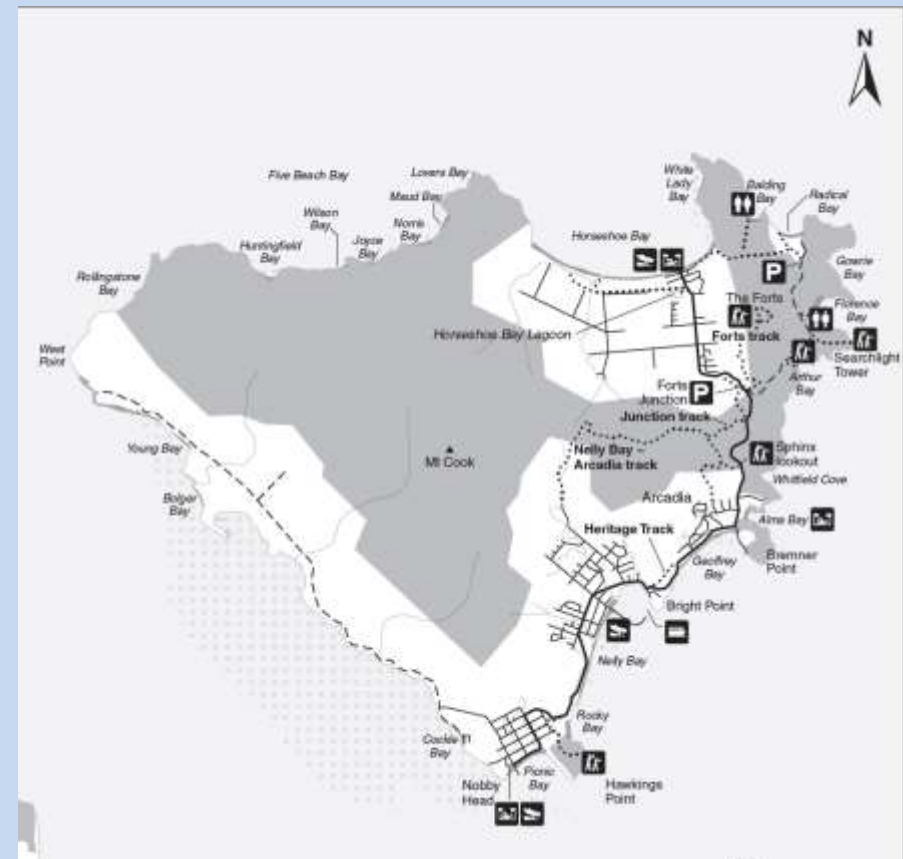 N
White
Lady
Bay
Balding
Bay
Radical
Bay
Five Beach Bay
Lovers Bay
Maud Bay
Wilson
Bay
Norris
Bay
Joyce
Bay
Huntingfield
Bay
Horseshoe Bay
Gowrie
Bay
Rollingstone
Bay
P
The Forts
Florence
Bay
Horseshoe Bay Lagoon
Forts track
Searchlight
Tower
West
Point
Arthur
Bay
Forts
Junction
P
Junction track
Young Bay
Mt Cook
Nelly Bay –
Arcadia track
Sphinx
lookout
Whitfield Cove
Bolger
Bay
Arcadia
Alma Bay
Heritage Track
Geoffrey
Bay
Bremner
Point
Bright Point
Nelly Bay
Rocky
Bay
Cockle
Bay
Picnic
Bay
Nobby
Head
Hawkings
Point